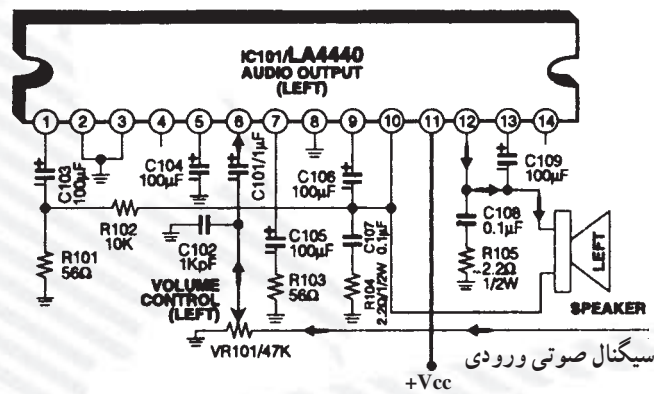 IC101/LA4440
AUDIO OUTPUT
(LEFT)
1 2 3 4 5 6 7 8 9 10 11 12 13 14
C103
100µF
C104
100µF
C101/1µF
C106
100µF
C109
100µF
R102
10K
C102
1KpF
C105
100µF
C107
0.1µF
C108
0.1µF
R101
56Ω
R103
56Ω
R104
2.2Ω/1/2W
R105
2.2Ω
1/2W
LEFT
SPEAKER
VOLUME
CONTROL
(LEFT)
VR101/47K
سیگنال صوتی ورودی
+Vcc